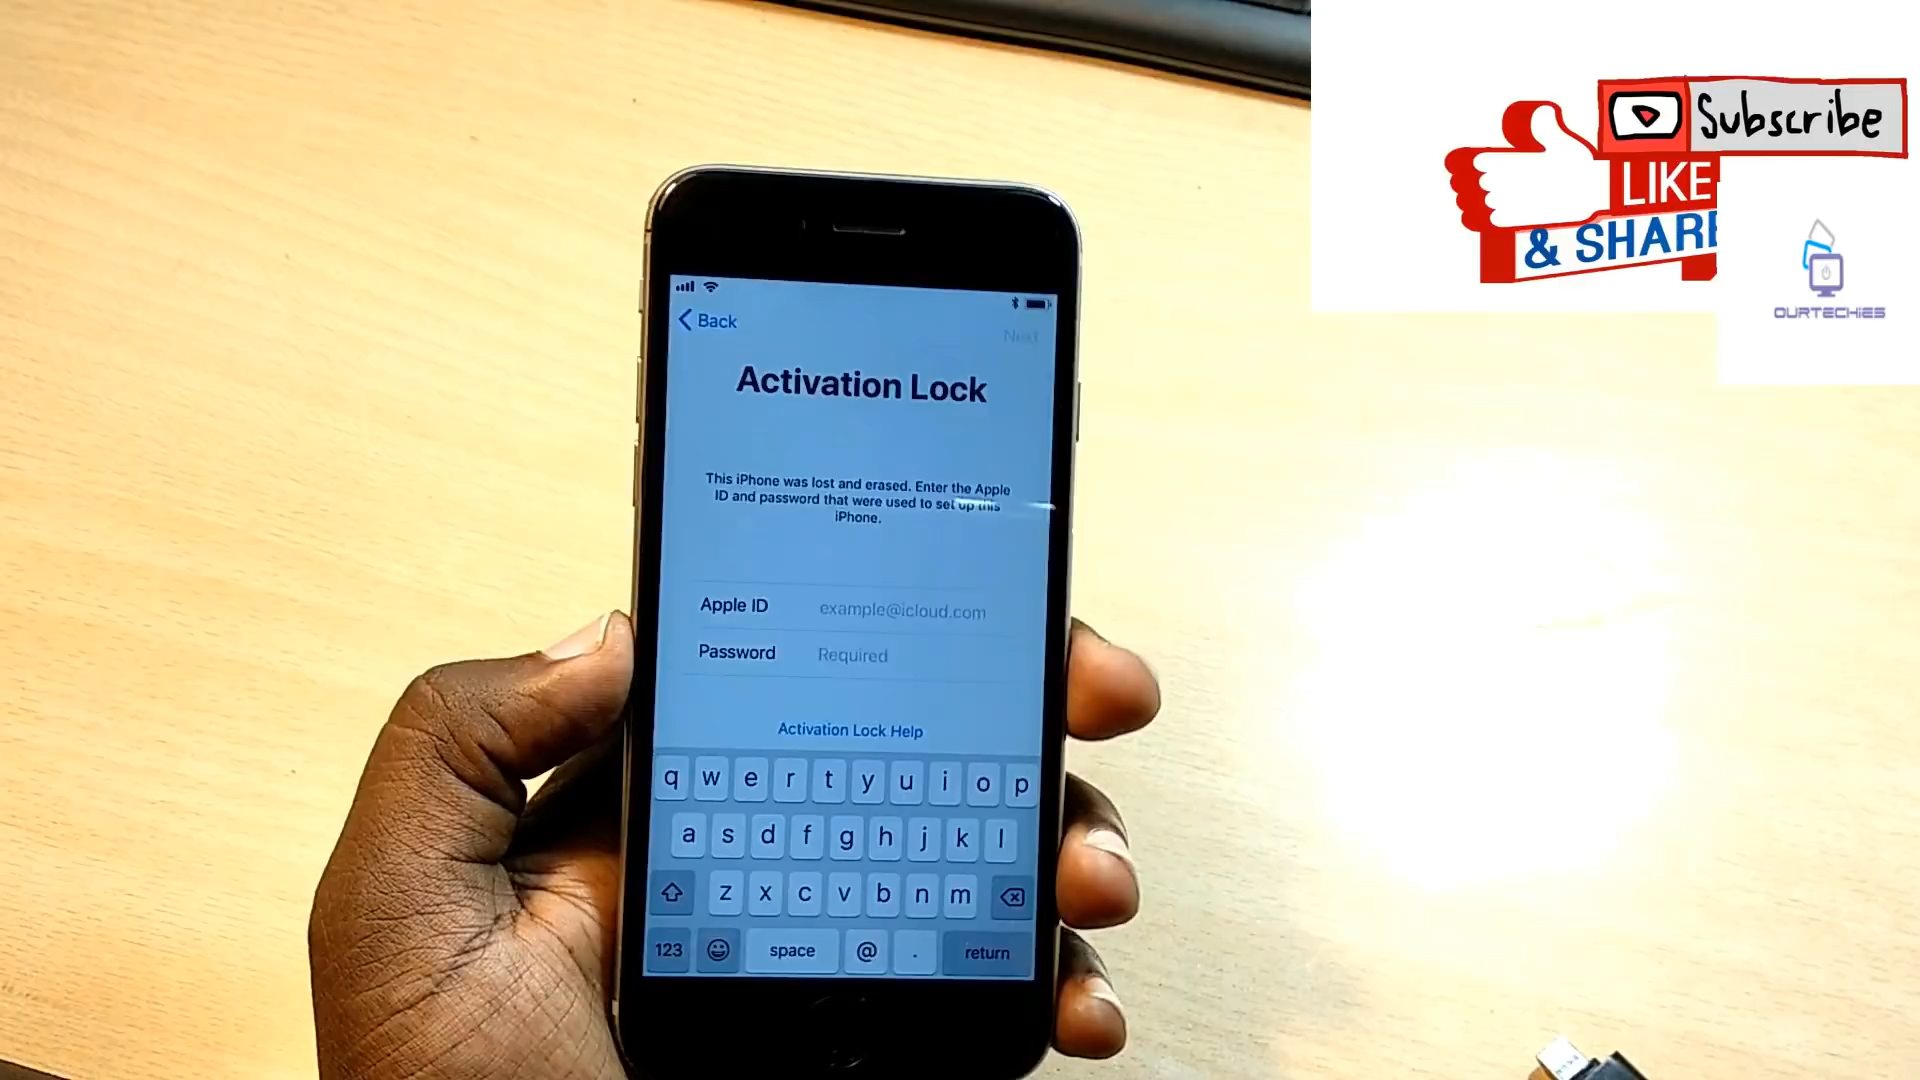 Subscribe
LIKE
& SHARE
OURTECHIES
Back
Next
Activation Lock
This iPhone was lost and erased. Enter the Apple
ID and password that were used to set up this
iPhone.
Apple ID example@icloud.com
Password Required
Activation Lock Help
q w e r t y u i o p
a s d f g h j k l
z x c v b n m
123 space @ . return